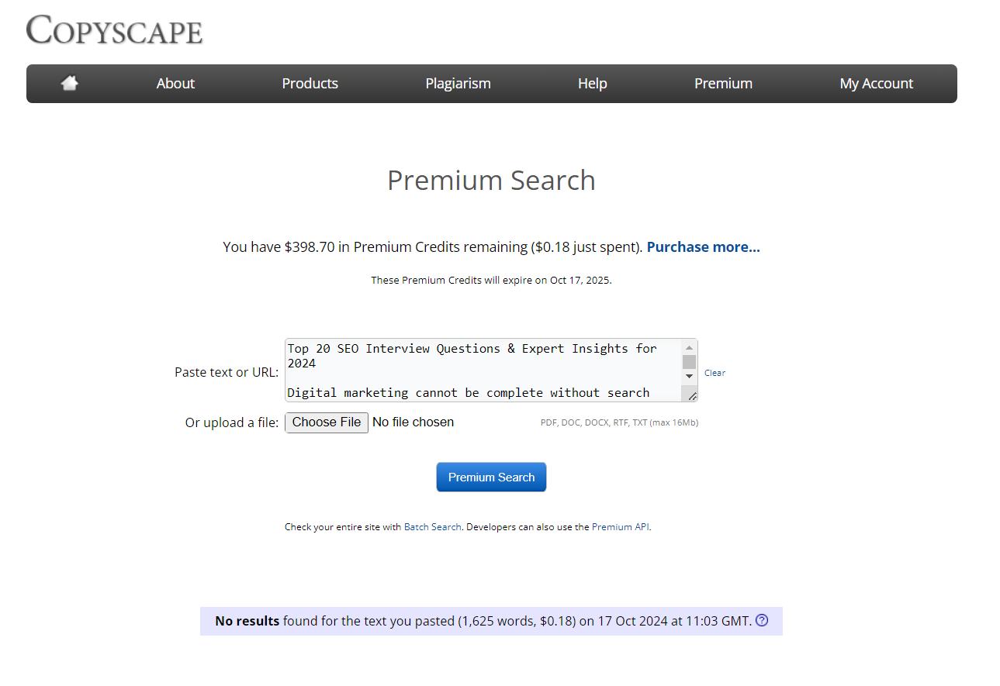 COPYSCAPE
About Products Plagiarism Help Premium My Account
Premium Search
You have $398.70 in Premium Credits remaining ($0.18 just spent). Purchase more...
These Premium Credits will expire on Oct 17, 2025.
Paste text or URL:
Top 20 SEO Interview Questions & Expert Insights for
2024
Digital marketing cannot be complete without search
Clear
Or upload a file: Choose File No file chosen PDF, DOC, DOCX, RTF, TXT (max 16Mb)
Premium Search
Check your entire site with Batch Search. Developers can also use the Premium API.
No results found for the text you pasted (1,625 words, $0.18) on 17 Oct 2024 at 11:03 GMT. ?